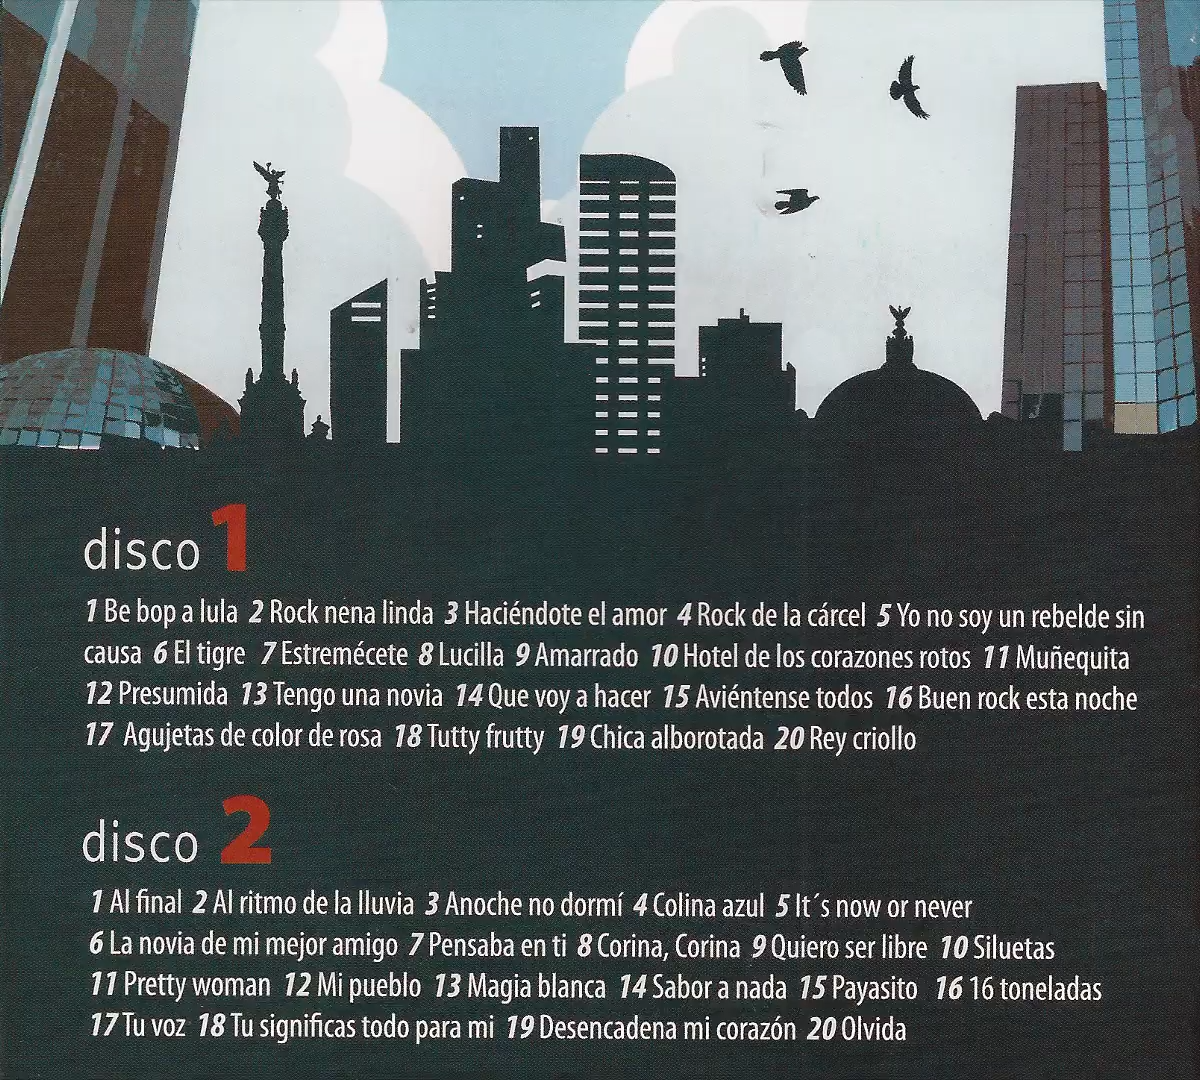 disco 1
1 Be bop a lula 2 Rock nena linda 3 Haciéndote el amor 4 Rock de la cárcel 5 Yo no soy un rebelde sin
causa 6 El tigre 7 Estremécete 8 Lucilla 9 Amarrado 10 Hotel de los corazones rotos 11 Muñequita
12 Presumida 13 Tengo una novia 14 Que voy a hacer 15 Aviéntense todos 16 Buen rock esta noche
17 Agujetas de color de rosa 18 Tutty frutty 19 Chica alborotada 20 Rey criollo
disco 2
1 Al final 2 Al ritmo de la lluvia 3 Anoche no dormí 4 Colina azul 5 It´s now or never
6 La novia de mi mejor amigo 7 Pensaba en ti 8 Corina, Corina 9 Quiero ser libre 10 Siluetas
11 Pretty woman 12 Mi pueblo 13 Magia blanca 14 Sabor a nada 15 Payasito 16 16 toneladas
17 Tu voz 18 Tu significas todo para mi 19 Desencadena mi corazón 20 Olvida